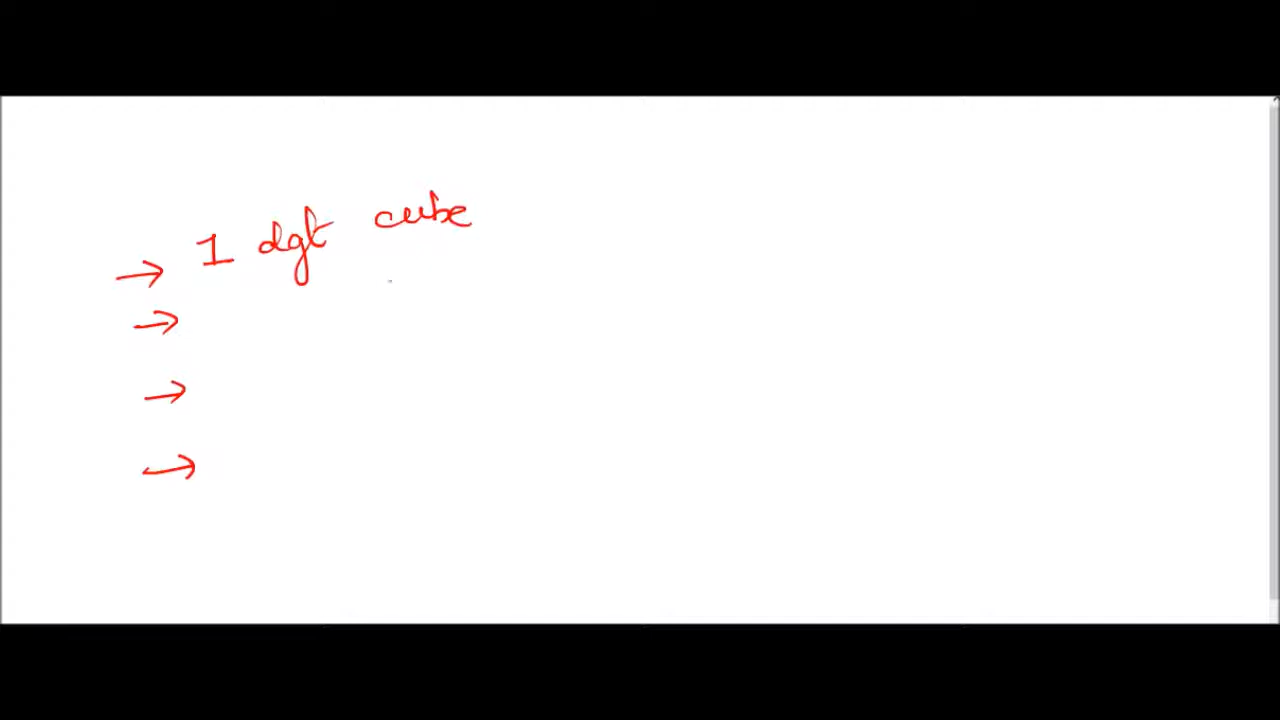 → 1 dgt cube
→
→
→